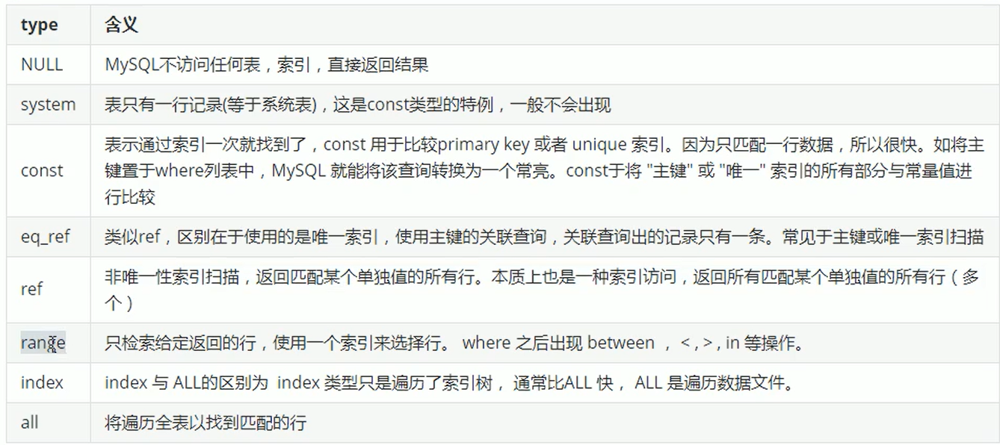 type 含义
NULL MySQL不访问任何表，索引，直接返回结果
system 表只有一行记录(等于系统表)，这是const类型的特例，一般不会出现
const 表示通过索引一次就找到了，const 用于比较primary key 或者 unique 索引。因为只匹配一行数据，所以很快。如将主
键置于where列表中，MySQL 就能将该查询转换为一个常亮。const于将 "主键" 或 "唯一" 索引的所有部分与常量值进
行比较
eq_ref 类似ref，区别在于使用的是唯一索引，使用主键的关联查询，关联查询出的记录只有一条。常见于主键或唯一索引扫描
ref 非唯一性索引扫描，返回匹配某个单独值的所有行。本质上也是一种索引访问，返回所有匹配某个单独值的所有行（多
个）
range 只检索给定返回的行，使用一个索引来选择行。 where 之后出现 between ， < , > , in 等操作。
index index 与 ALL的区别为 index 类型只是遍历了索引树， 通常比ALL 快， ALL 是遍历数据文件。
all 将遍历全表以找到匹配的行